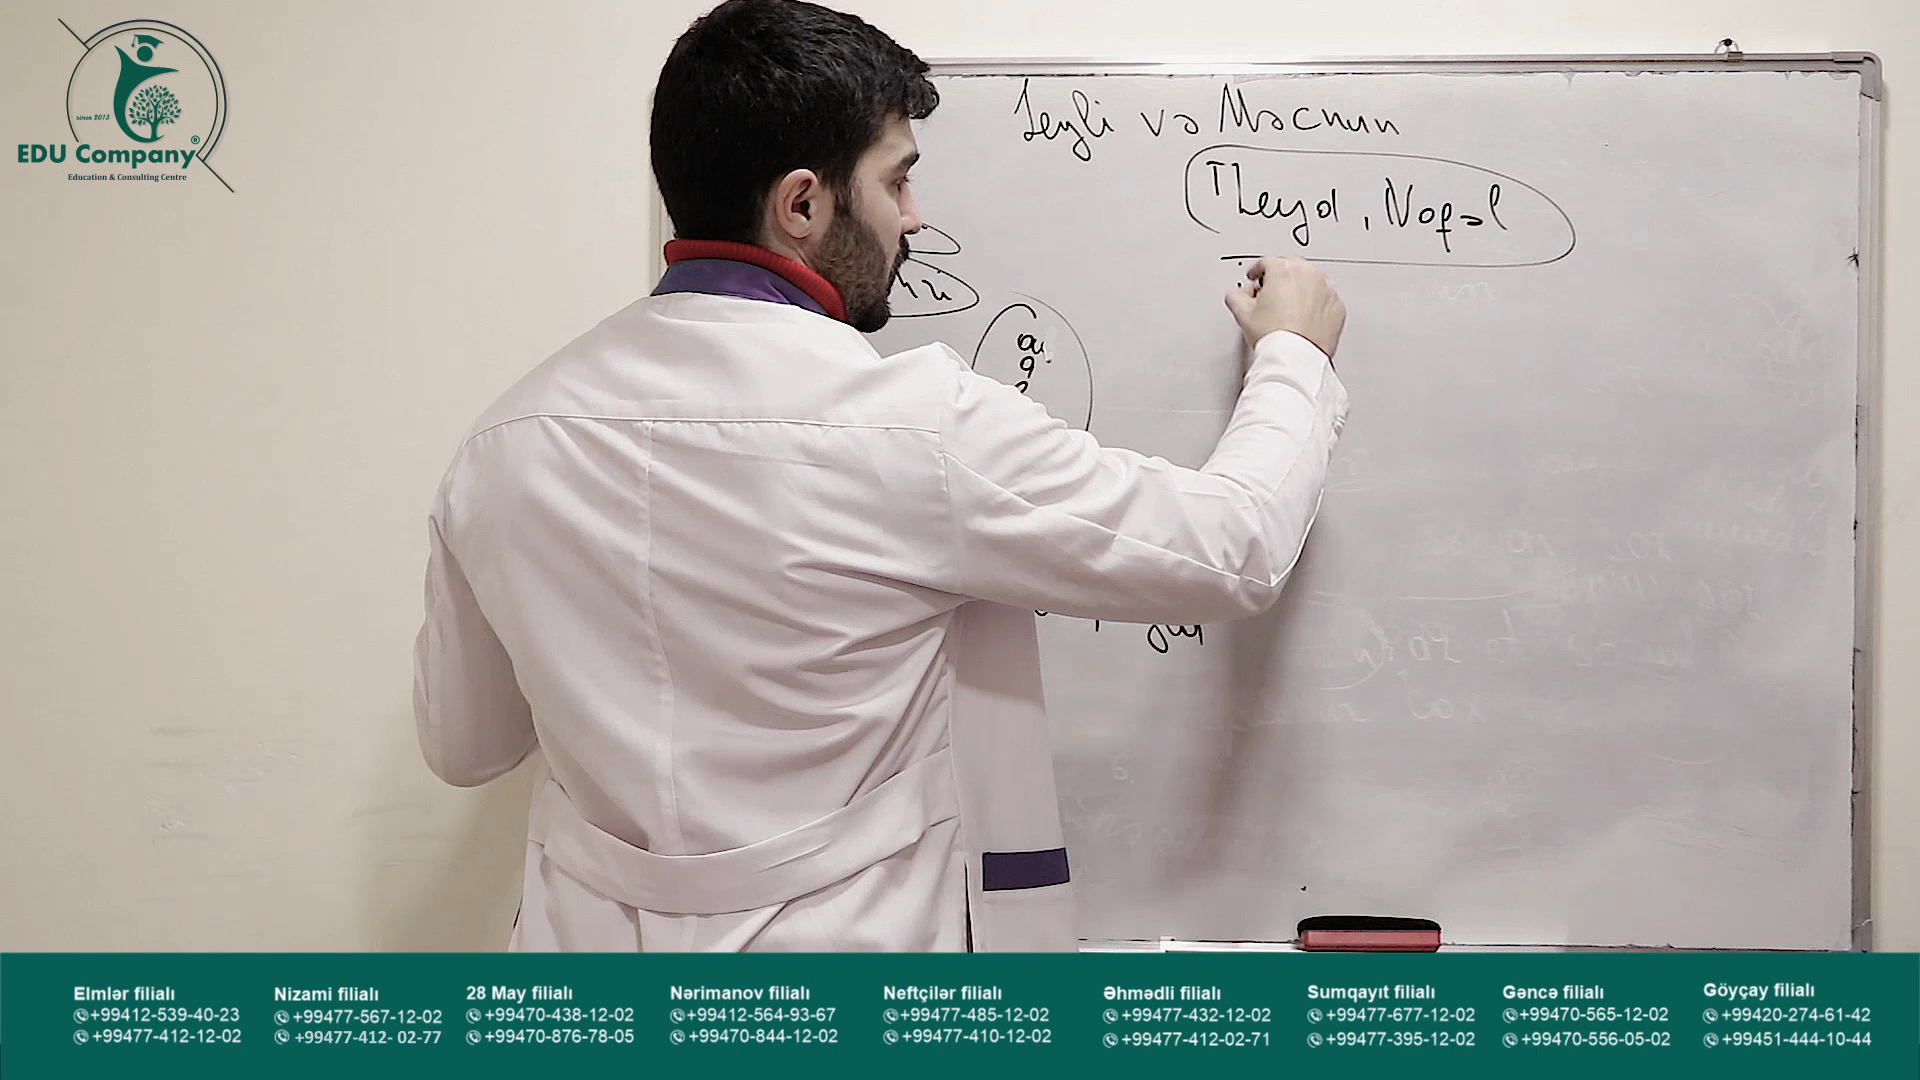 since 2013
EDU Company®
Education & Consulting Centre
Leyli və Məcnun
Zeyd, Nofəl
Elmlər filialı
+99412-539-40-23
+99477-412-12-02
Nizami filialı
+99477-567-12-02
+99477-412- 02-77
28 May filialı
+99470-438-12-02
+99470-876-78-05
Nərimanov filialı
+99412-564-93-67
+99470-844-12-02
Neftçilər filialı
+99477-485-12-02
+99477-410-12-02
Əhmədli filialı
+99477-432-12-02
+99477-412-02-71
Sumqayıt filialı
+99477-677-12-02
+99477-395-12-02
Gəncə filialı
+99470-565-12-02
+99470-556-05-02
Göyçay filialı
+99420-274-61-42
+99451-444-10-44